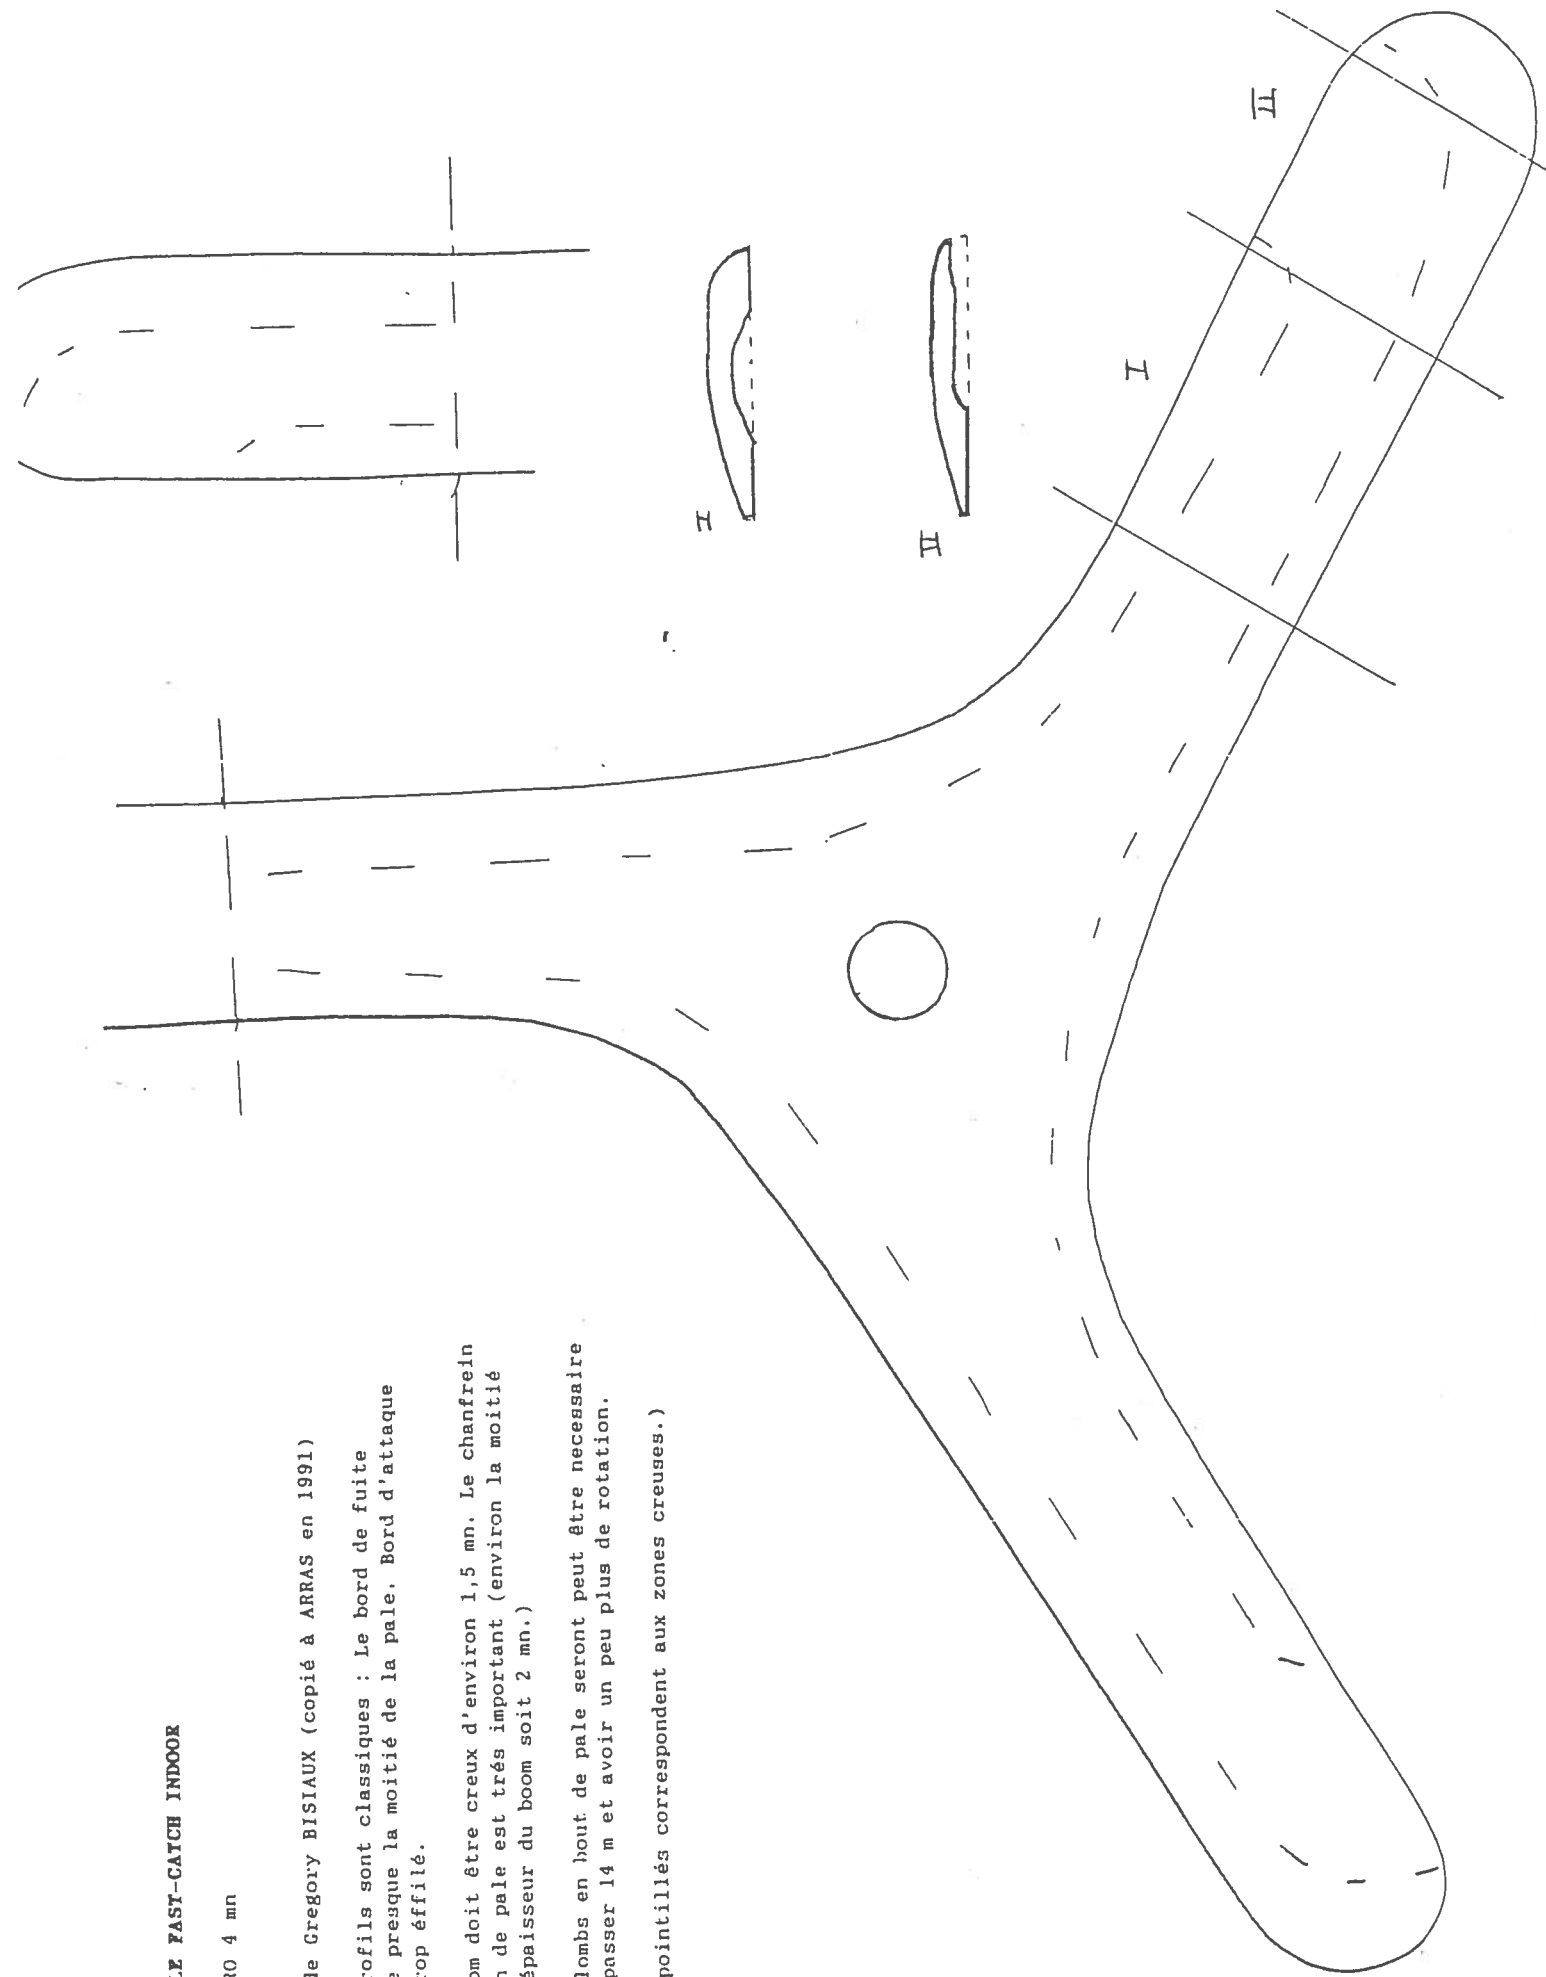 LE FAST-CATCH INDOOR
RO 4 mn
de Gregory BISIAUX (copié à ARRAS en 1991)
rofils sont classiques : Le bord de fuite
e presque la moitié de la pale. Bord d'attaque
rop éffilé.
om doit être creux d'environ 1,5 mn. Le chanfrein
n de pale est trés important (environ la moitié
épaisseur du boom soit 2 mn.)
lombs en bout de pale seront peut être necessaire
passer 14 m et avoir un peu plus de rotation.
pointillés correspondent aux zones creuses.)
I
II
I
II